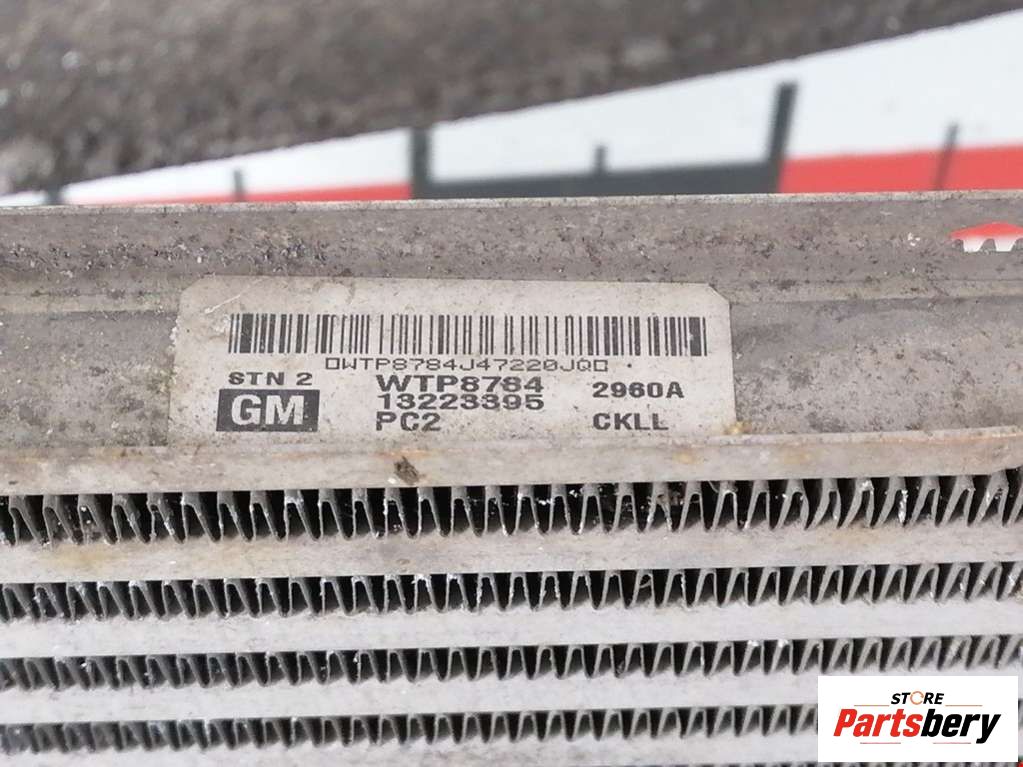 0WTP8784J47220JQ0
STN 2
WTP8784
2960A
GM
13223395
PC2
CKLL
STORE
Partsbery